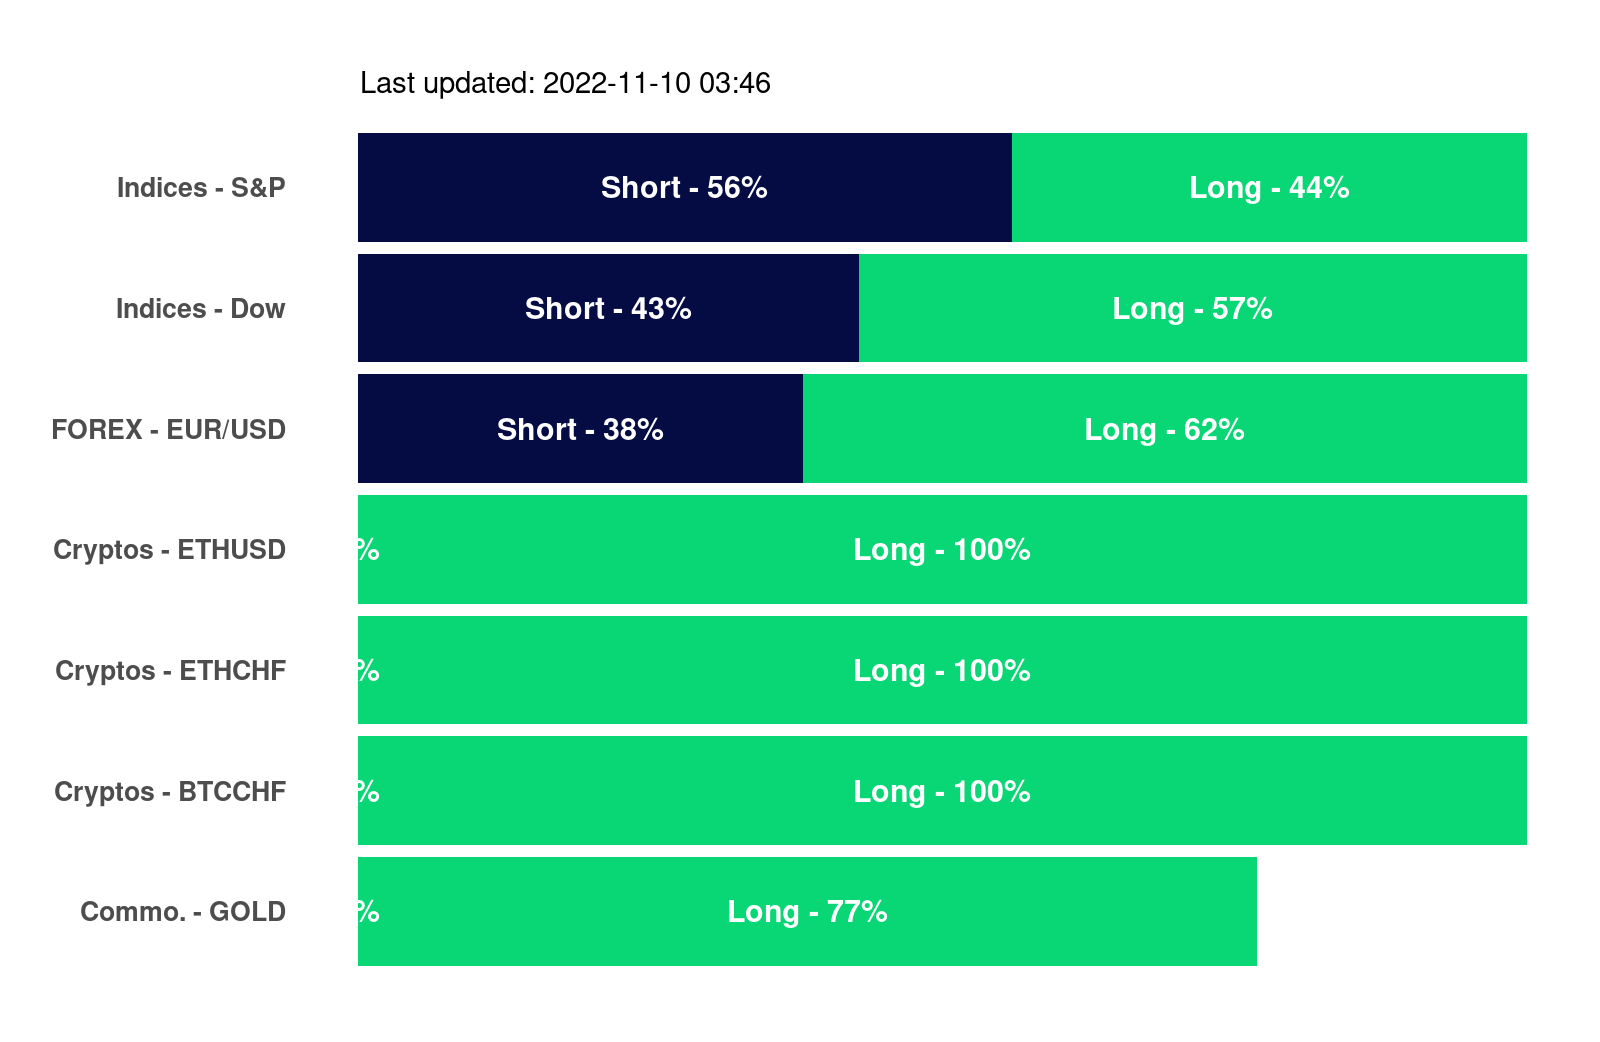 Last updated: 2022-11-10 03:46
Indices - S&P Short - 56% Long - 44%
Indices - Dow Short - 43% Long - 57%
FOREX - EUR/USD Short - 38% Long - 62%
Cryptos - ETHUSD % Long - 100%
Cryptos - ETHCHF % Long - 100%
Cryptos - BTCCHF % Long - 100%
Commo. - GOLD % Long - 77%